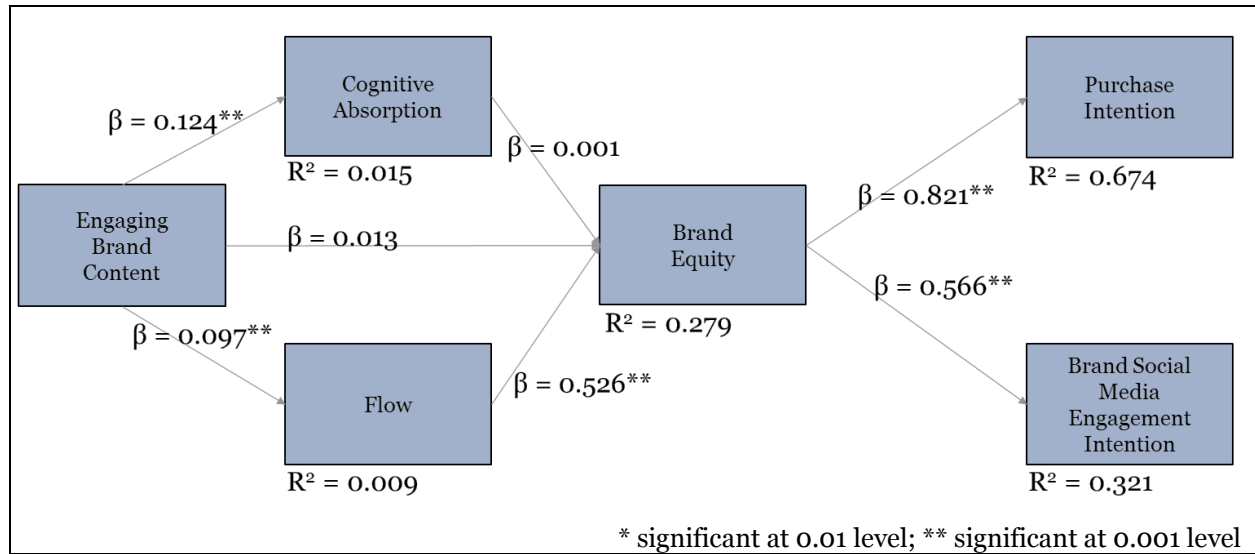 Cognitive
Absorption
Purchase
Intention
β = 0.124**
β = 0.001
R² = 0.015
R² = 0.674
β = 0.821**
Engaging
Brand
Content
β = 0.013
Brand
Equity
β = 0.566**
β = 0.097**
R² = 0.279
Flow
β = 0.526**
Brand Social
Media
Engagement
Intention
R² = 0.009
R² = 0.321
* significant at 0.01 level; ** significant at 0.001 level